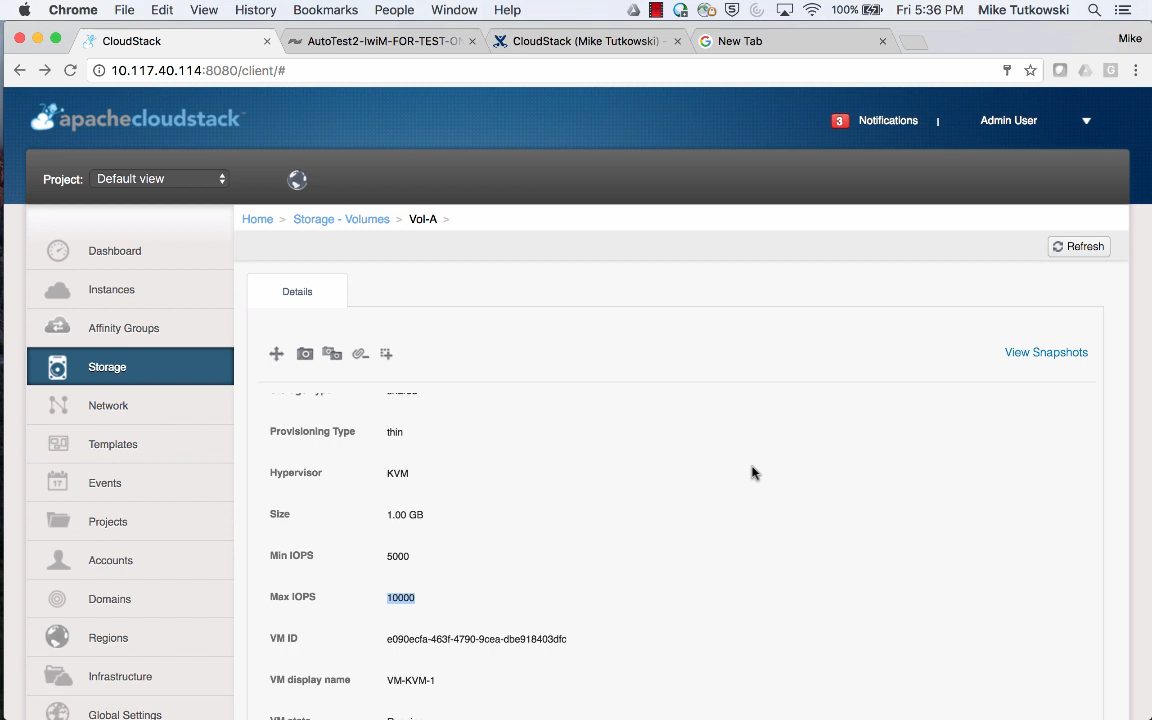 Chrome File Edit View History Bookmarks People Window Help 100% Fri 5:36 PM Mike Tutkowski
CloudStack AutoTest2-IwiM-FOR-TEST-O CloudStack (Mike Tutkowski) - New Tab Mike
10.117.40.114:8080/client/#
apachecloudstack
3 Notifications | Admin User
Project: Default view
Home > Storage - Volumes > Vol-A >
Refresh
Dashboard
Instances
Affinity Groups
Storage
Network
Templates
17 Events
Projects
Accounts
Domains
Regions
Infrastructure
Global Settings
Details
View Snapshots
Provisioning Type thin
Hypervisor KVM
Size 1.00 GB
Min IOPS 5000
Max IOPS 10000
VM ID e090ecfa-463f-4790-9cea-dbe918403dfc
VM display name VM-KVM-1